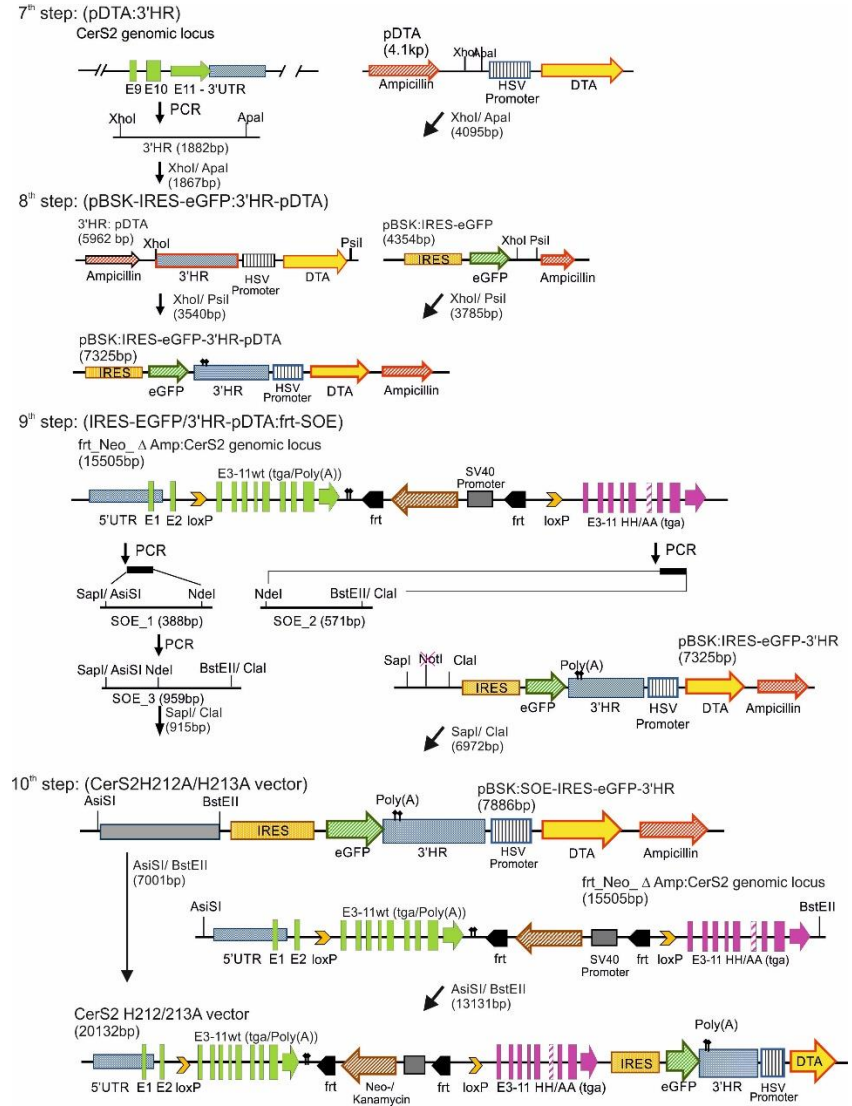 7th step: (pDTA:3'HR)
CerS2 genomic locus
E9 E10 E11 - 3'UTR
PCR
XhoI ApaI
3'HR (1882bp)
XhoI/ ApaI
(1867bp)
pDTA
(4.1kp)
XhoI ApaI
Ampicillin
HSV
Promoter
DTA
XhoI/ ApaI
(4095bp)
8th step: (pBSK-IRES-eGFP:3'HR-pDTA)
3'HR: pDTA
(5962 bp)
XhoI
PsiI
Ampicillin
3'HR
HSV
Promoter
DTA
XhoI/ PsiI
(3540bp)
pBSK:IRES-eGFP
(4354bp)
XhoI PsiI
IRES
eGFP
Ampicillin
XhoI/ PsiI
(3785bp)
pBSK:IRES-eGFP-3'HR-pDTA
(7325bp)
IRES
eGFP
3'HR
HSV
Promoter
DTA
Ampicillin
9th step: (IRES-EGFP/3'HR-pDTA:frt-SOE)
frt_Neo_ Δ Amp:CerS2 genomic locus
(15505bp)
E3-11wt (tga/Poly(A))
SV40
Promoter
5'UTR E1 E2 loxP
frt
frt
loxP
E3-11 HH/AA (tga)
PCR
PCR
SapI/ AsiSI NdeI
SOE_1 (388bp)
NdeI BstEII/ ClaI
SOE_2 (571bp)
PCR
SapI/ AsiSI NdeI BstEII/ ClaI
SOE_3 (959bp)
SapI/ ClaI
(915bp)
pBSK:IRES-eGFP-3'HR
(7325bp)
SapI NotI ClaI
Poly(A)
IRES
eGFP
3'HR
HSV
Promoter
DTA
Ampicillin
SapI/ ClaI
(6972bp)
10th step: (CerS2H212A/H213A vector)
pBSK:SOE-IRES-eGFP-3'HR
(7886bp)
AsiSI
BstEII
Poly(A)
IRES
eGFP
3'HR
HSV
Promoter
DTA
Ampicillin
AsiSI/ BstEII
(7001bp)
frt_Neo_ Δ Amp:CerS2 genomic locus
(15505bp)
AsiSI
E3-11wt (tga/Poly(A))
BstEII
5'UTR E1 E2 loxP
frt
SV40
Promoter
frt
loxP
E3-11 HH/AA (tga)
AsiSI/ BstEII
(13131bp)
CerS2 H212/213A vector
(20132bp)
E3-11wt (tga/Poly(A))
Poly(A)
5'UTR
E1 E2
loxP
frt
Neo-/
Kanamycin
frt
loxP
E3-11 HH/AA (tga)
IRES
eGFP
3'HR
HSV
Promoter
DTA